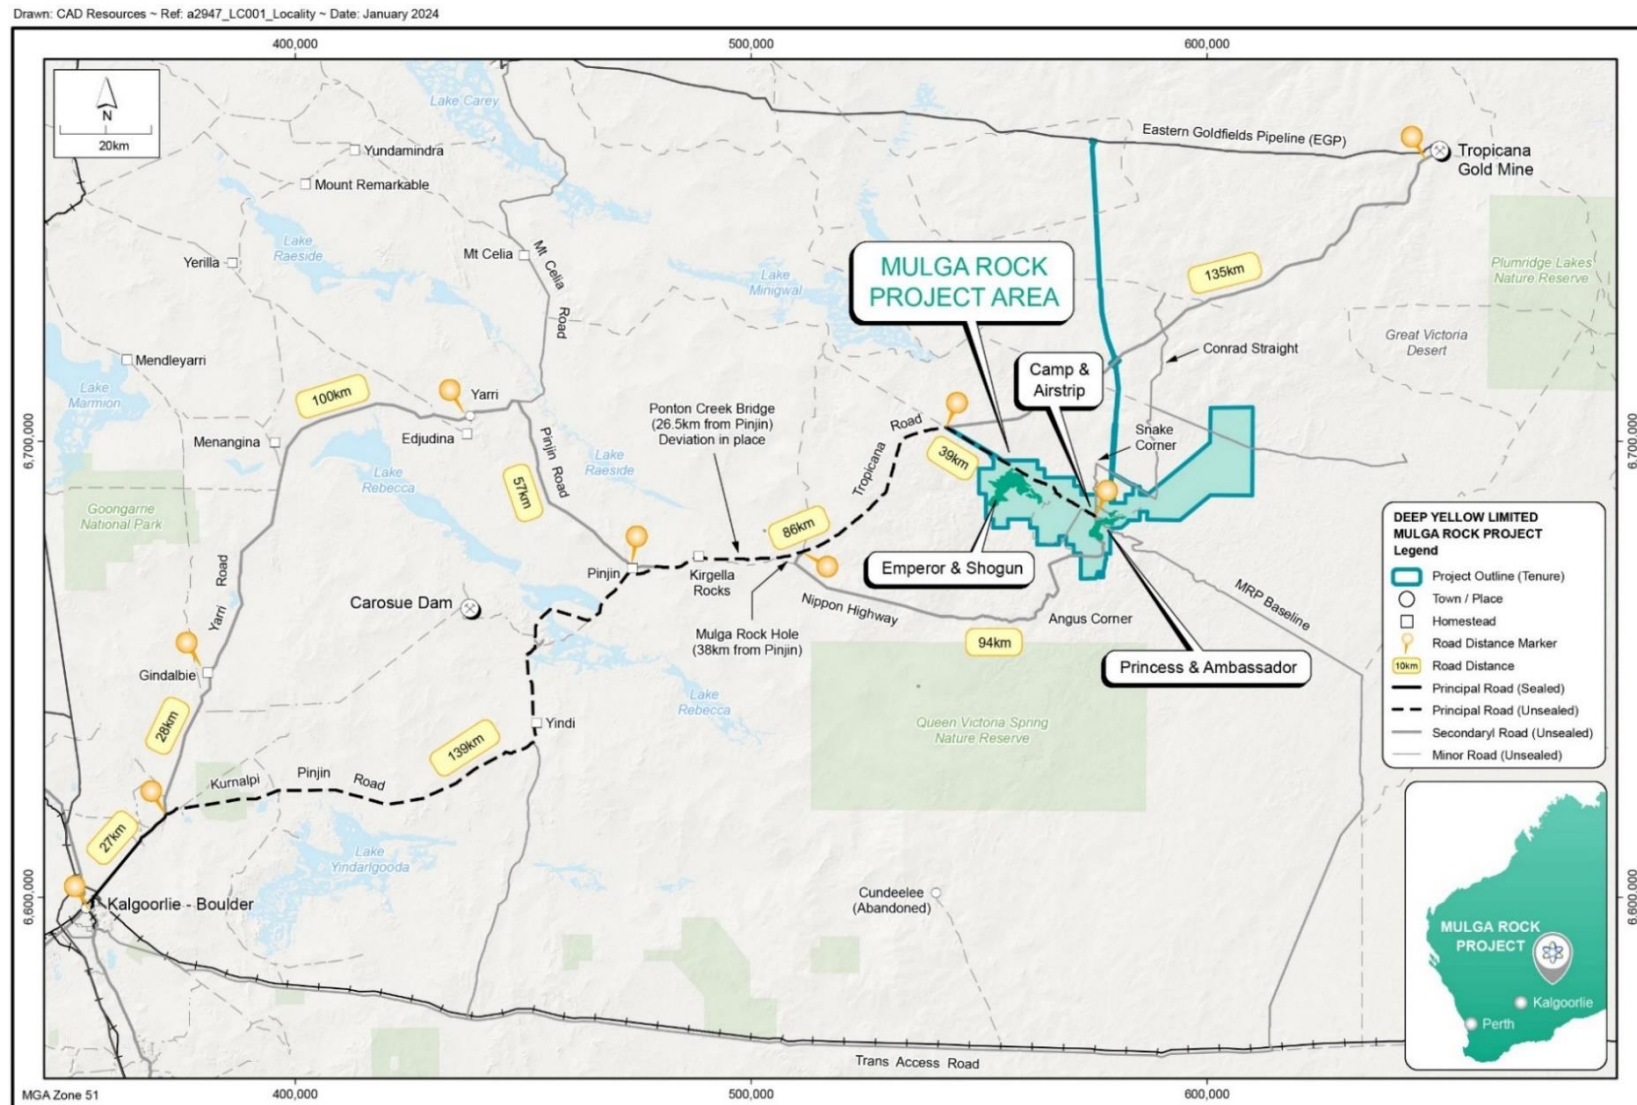 Drawn: CAD Resources ~ Ref: a2947_LC001_Locality ~ Date: January 2024
400,000
500,000
600,000
N
20km
Lake Carey
Yundamindra
Mount Remarkable
Eastern Goldfields Pipeline (EGP)
Tropicana
Gold Mine
Lake
Raeside
Mt Celia
Mt Celia Road
Yerilla
Lake
Minigwal
MULGA ROCK
PROJECT AREA
135km
Plumridge Lakes
Nature Reserve
Great Victoria
Desert
Conrad Straight
Mendleyarri
Lake
Marmion
100km
Yarri
Camp &
Airstrip
Ponton Creek Bridge
(26.5km from Pinjin)
Deviation in place
Tropicana Road
Snake
Corner
6,700,000
6,700,000
Menangina
Edjudina
Pinjin Road
Lake
Raeside
39km
Lake
Rebecca
57km
Goongarrie
National Park
86km
Yarri Road
Pinjin
Kirgella
Rocks
Emperor & Shogun
Carosue Dam
Nippon Highway
Angus Corner
MRP Baseline
Mulga Rock Hole
(38km from Pinjin)
94km
Princess & Ambassador
Gindalbie
Lake
Rebecca
28km
Yindi
139km
Queen Victoria Spring
Nature Reserve
Kurnalpi Pinjin Road
27km
Lake
Yindarlgooda
Kalgoorlie - Boulder
Cundeelee
(Abandoned)
6,600,000
6,600,000
Trans Access Road
DEEP YELLOW LIMITED
MULGA ROCK PROJECT
Legend
Project Outline (Tenure)
Town / Place
Homestead
Road Distance Marker
10km Road Distance
Principal Road (Sealed)
Principal Road (Unsealed)
Secondaryl Road (Unsealed)
Minor Road (Unsealed)
MULGA ROCK
PROJECT
Kalgoorlie
Perth
MGA Zone 51
400,000
500,000
600,000